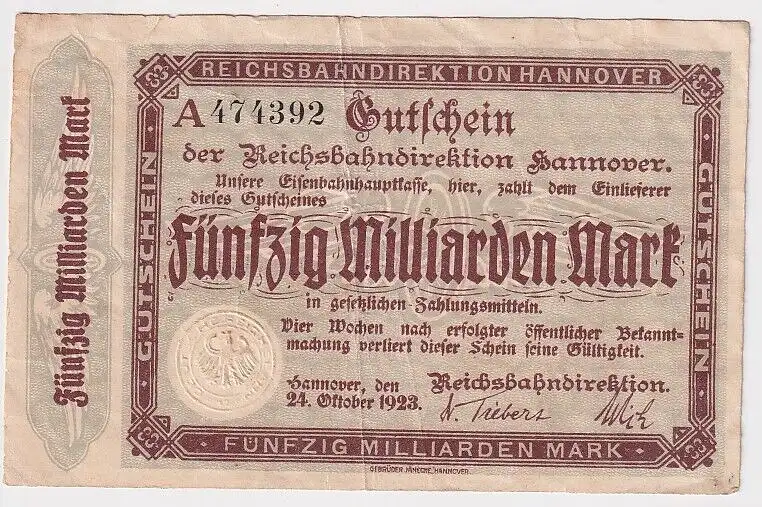 REICHSBAHNDIREKTION HANNOVER
A 474392 Gutschein
der Reichsbahndirektion Hannover.
Unsere Eisenbahnhauptkasse, hier, zahlt dem Einlieferer
dieses Gutscheines
Fünfzig Milliarden Mark
in gesetzlichen Zahlungsmitteln.
Vier Wochen nach erfolgter öffentlicher Bekannt-
machung verliert dieser Schein seine Gültigkeit.
Hannover, den
24. Oktober 1923.
Reichsbahndirektion.
FÜNFZIG MILLIARDEN MARK
GUTSCHEIN
GUTSCHEIN
Fünfzig Milliarden Mark
GEBRÜDER JÄNECKE, HANNOVER.